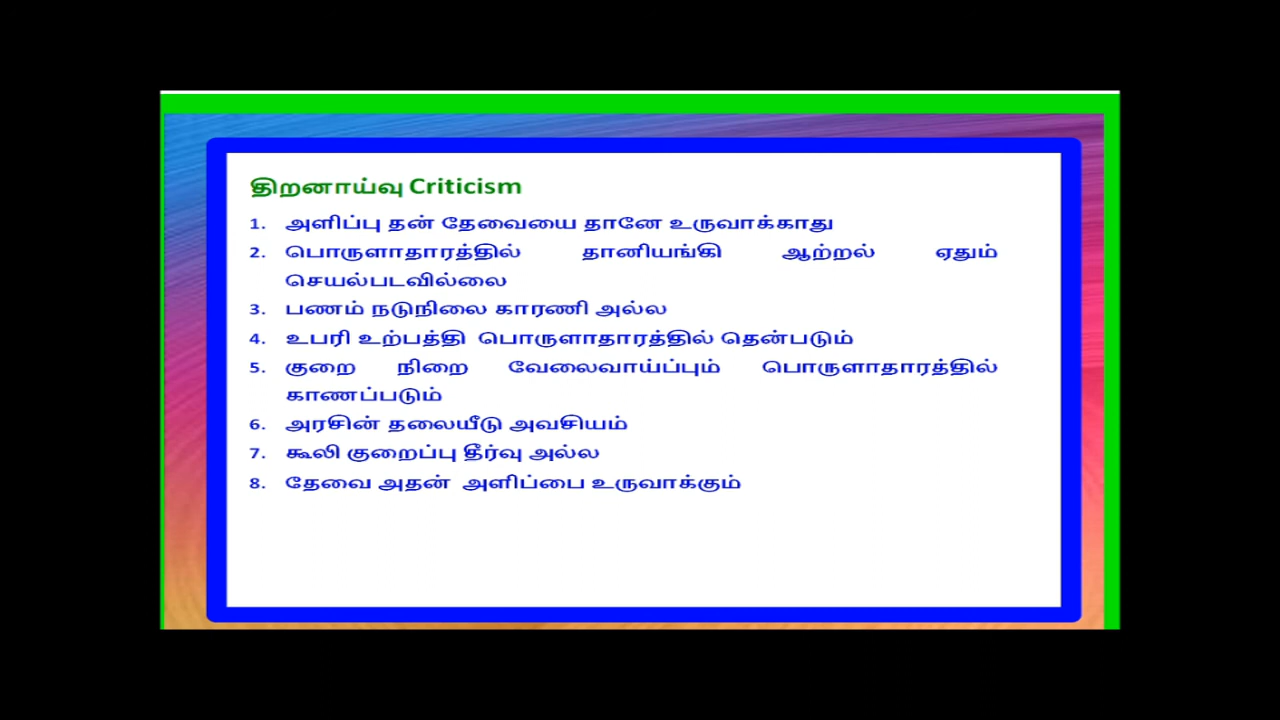 திறனாய்வு Criticism
1. அளிப்பு தன் தேவையை தானே உருவாக்காது
2. பொருளாதாரத்தில் தானியங்கி ஆற்றல் ஏதும்
செயல்படவில்லை
3. பணம் நடுநிலை காரணி அல்ல
4. உபரி உற்பத்தி பொருளாதாரத்தில் தென்படும்
5. குறை நிறை வேலைவாய்ப்பும் பொருளாதாரத்தில்
காணப்படும்
6. அரசின் தலையீடு அவசியம்
7. கூலி குறைப்பு தீர்வு அல்ல
8. தேவை அதன் அளிப்பை உருவாக்கும்